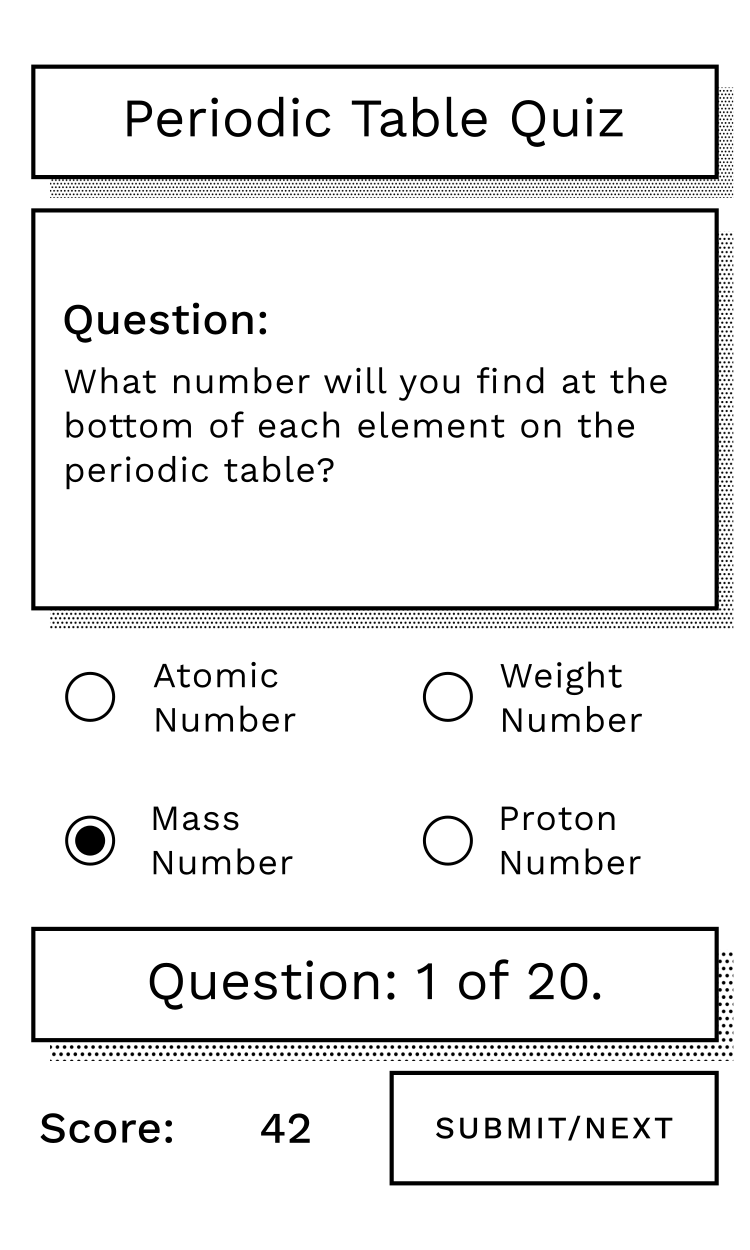 Periodic Table Quiz
Question:
What number will you find at the
bottom of each element on the
periodic table?
Atomic
Number
Weight
Number
Mass
Number
Proton
Number
Question: 1 of 20.
Score: 42
SUBMIT/NEXT